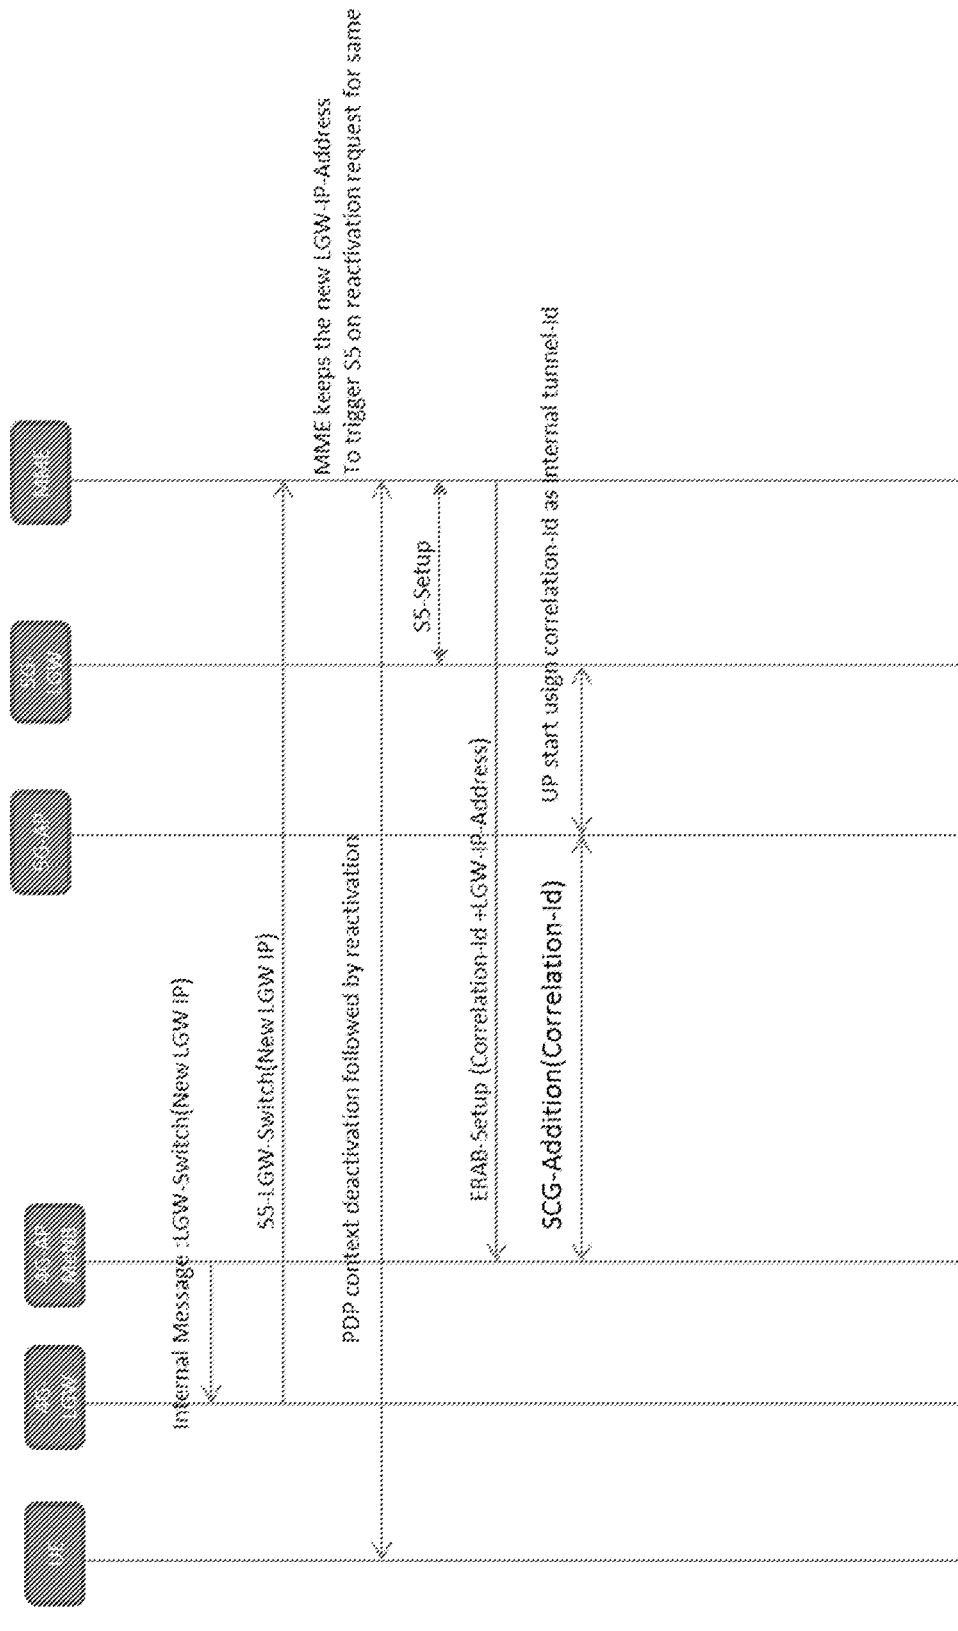 UE
4G
LGW
4G-AP
MeNB
5G-AP
5G
LGW
MME
Internal Message :LGW-Switch(New LGW IP)
S5-LGW-Switch(New LGW IP)
MME keeps the new LGW-IP-Address
To trigger S5 on reactivation request for same
PDP context deactivation followed by reactivation
S5-Setup
ERAB-Setup (Correlation-Id +LGW-IP-Address)
SCG-Addition(Correlation-Id)
UP start usign correlation-Id as internal tunnel-Id